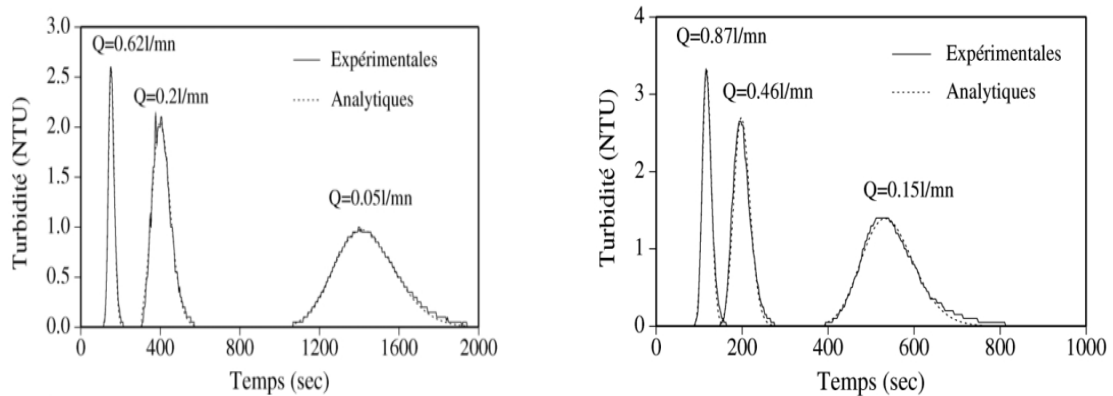 3.0
Q=0.62l/mn
2.5
Q=0.2l/mn
2.0
1.5
1.0
0.5
0.0
Q=0.05l/mn
Expérimentales
Analytiques
Turbidité (NTU)
0 400 800 1200 1600 2000
Temps (sec)
4
Q=0.87l/mn
3
Q=0.46l/mn
2
1
0
Q=0.15l/mn
Expérimentales
Analytiques
Turbidité (NTU)
0 200 400 600 800 1000
Temps (sec)